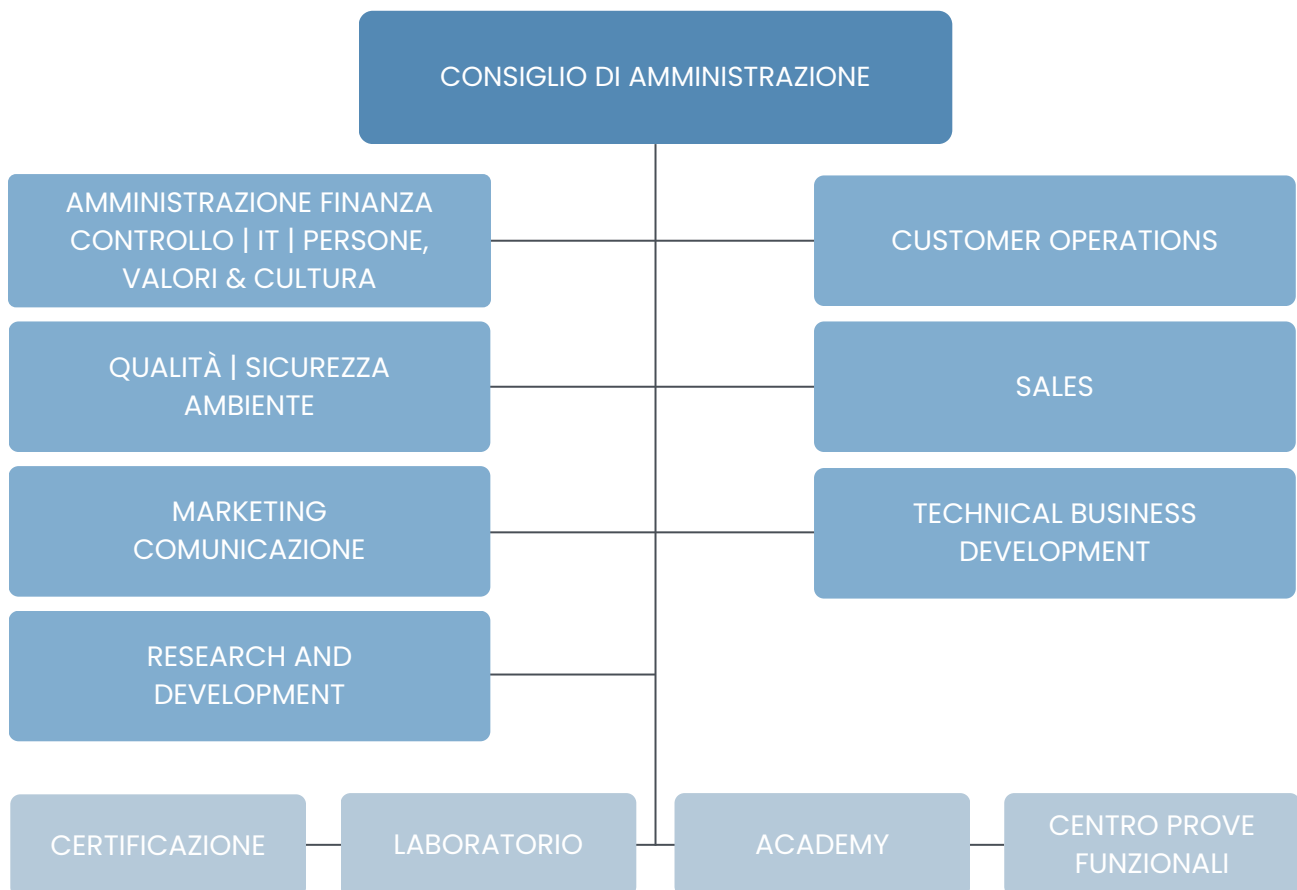 CONSIGLIO DI AMMINISTRAZIONE
AMMINISTRAZIONE FINANZA
CONTROLLO | IT | PERSONE,
VALORI & CULTURA
CUSTOMER OPERATIONS
QUALITÀ | SICUREZZA
AMBIENTE
SALES
MARKETING
COMUNICAZIONE
TECHNICAL BUSINESS
DEVELOPMENT
RESEARCH AND
DEVELOPMENT
CERTIFICAZIONE
LABORATORIO
ACADEMY
CENTRO PROVE
FUNZIONALI